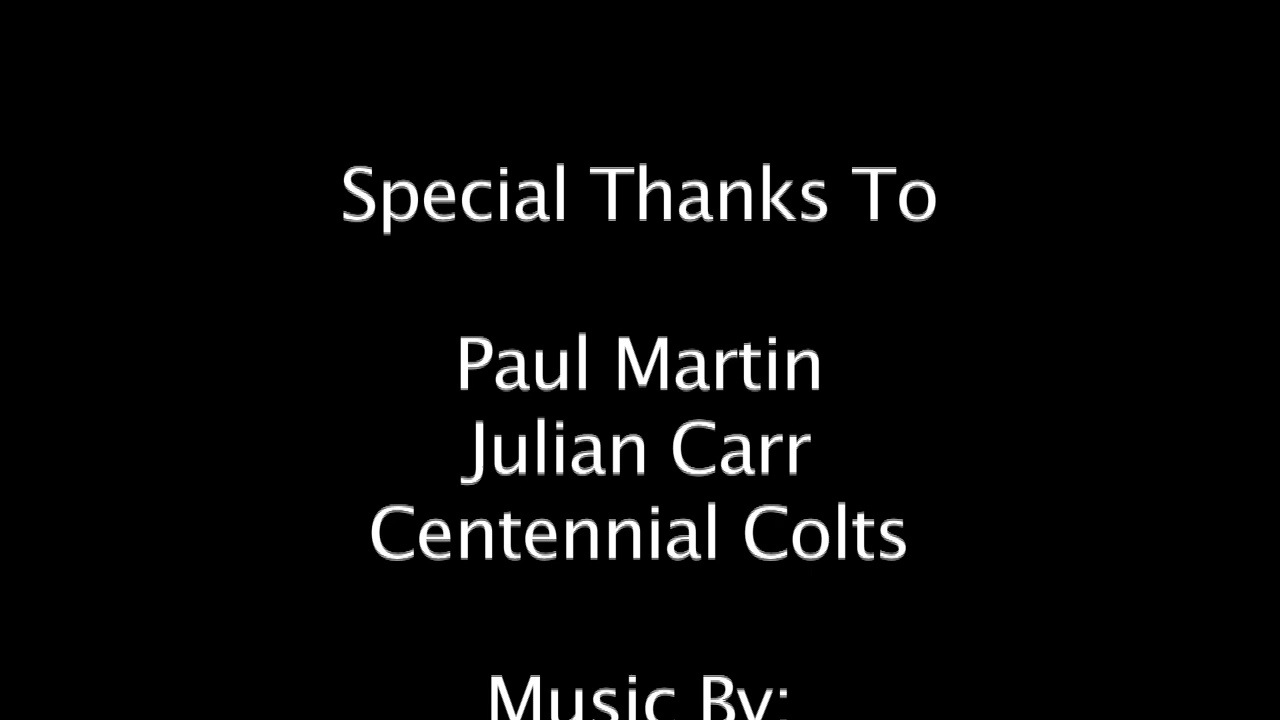 Special Thanks To
Paul Martin
Julian Carr
Centennial Colts
Music By: